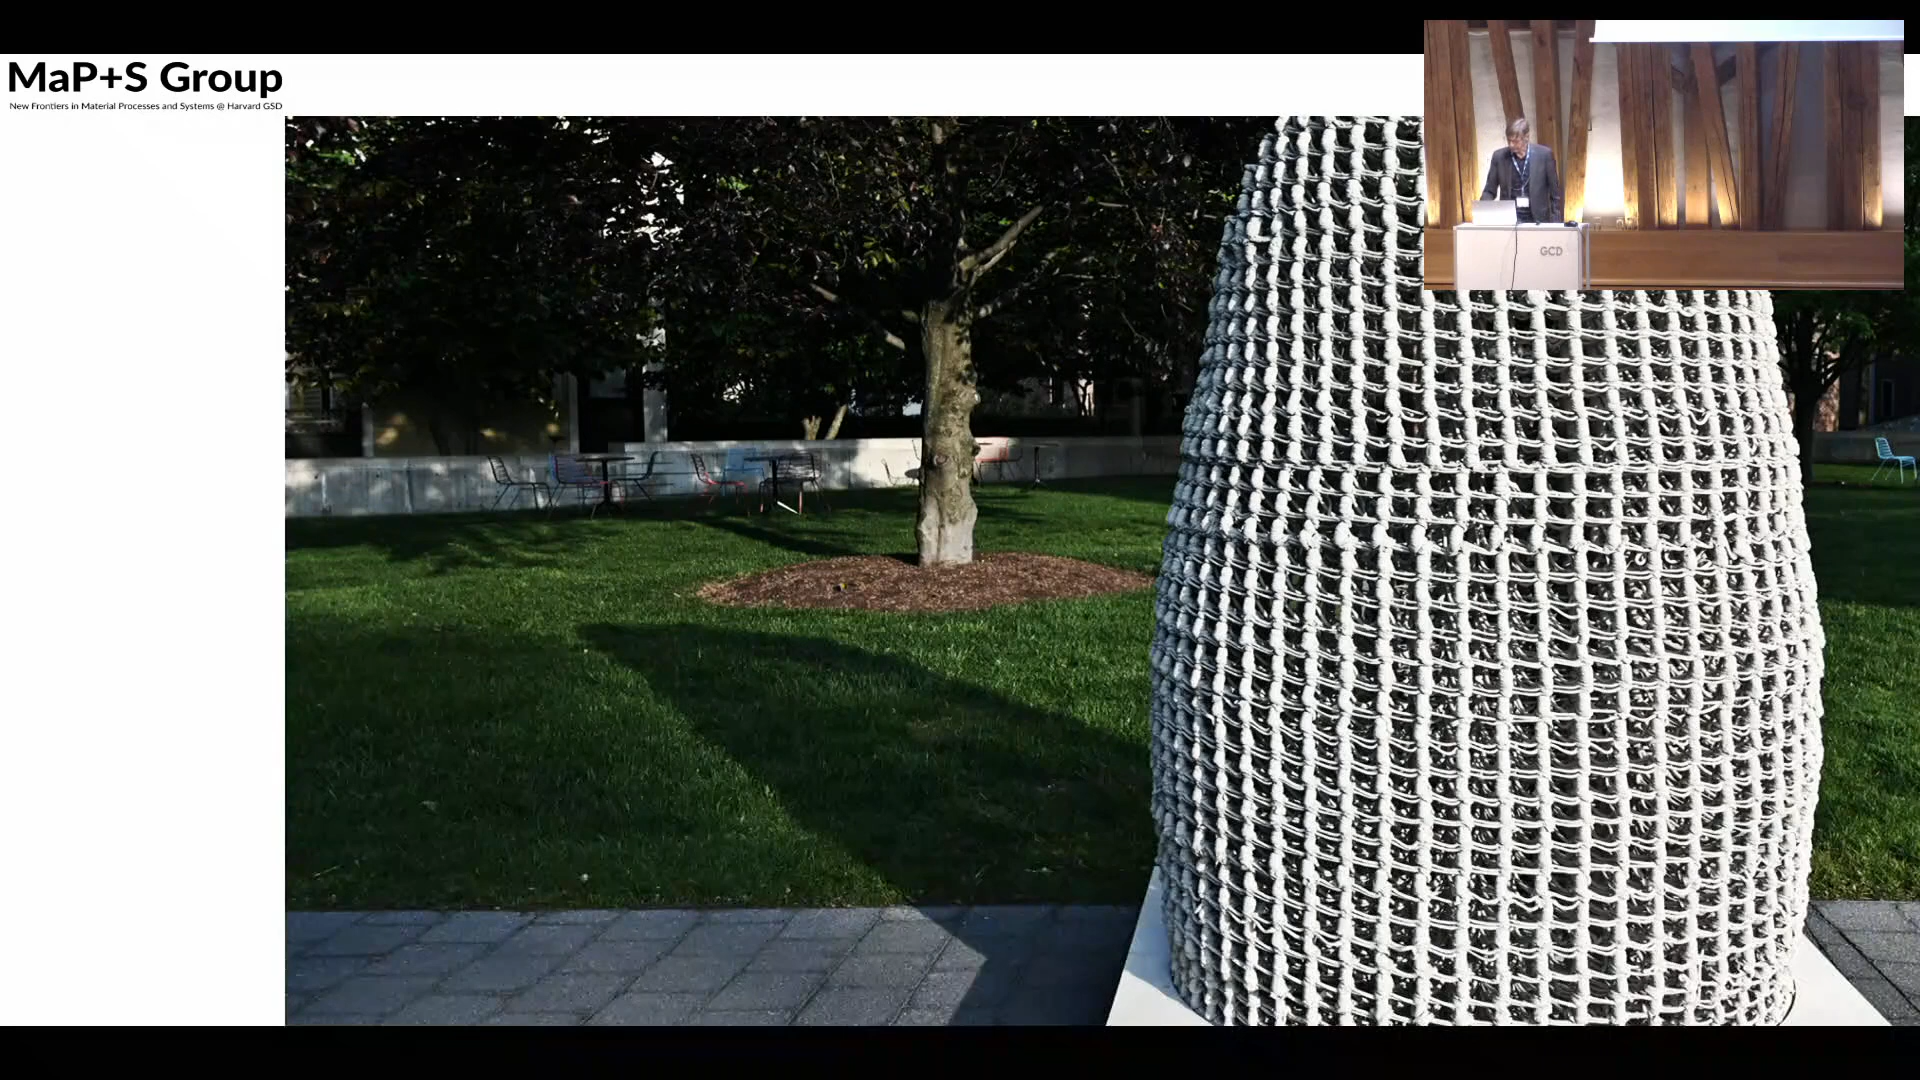 MaP+S Group
New Frontiers in Material Processes and Systems @ Harvard GSD
GCD